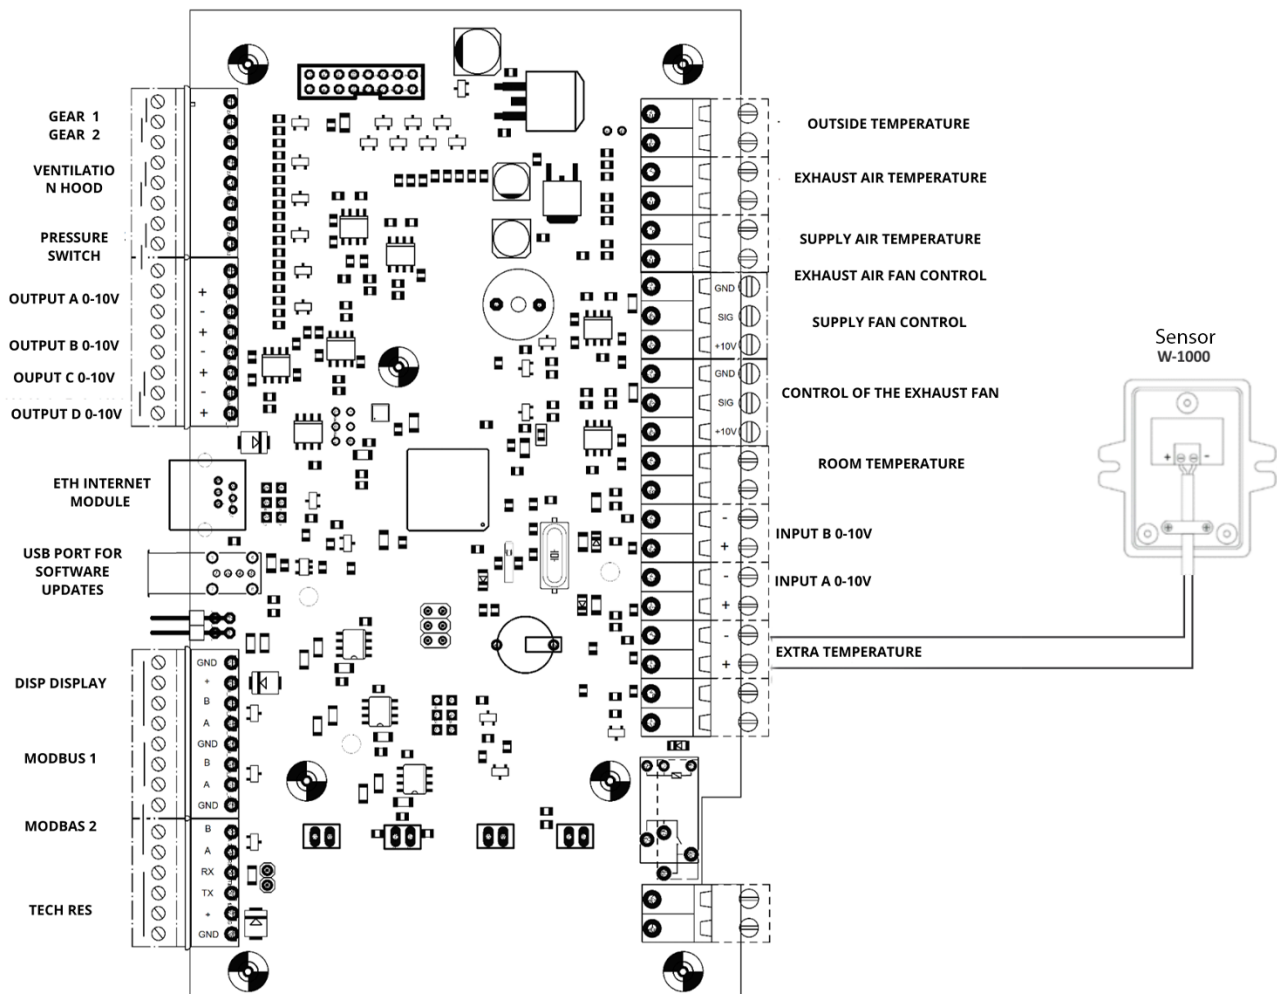 GEAR 1
GEAR 2
VENTILATIO
N HOOD
PRESSURE
SWITCH
+
OUTPUT A 0-10V
-
+
OUTPUT B 0-10V
-
+
OUPUT C 0-10V
-
+
OUTPUT D 0-10V
ETH INTERNET
MODULE
USB PORT FOR
SOFTWARE
UPDATES
GND
+
DISP DISPLAY
B
A
GND
B
MODBUS 1
A
GND
MODBAS 2
B
A
RX
TX
TECH RES
+
GND
OUTSIDE TEMPERATURE
EXHAUST AIR TEMPERATURE
SUPPLY AIR TEMPERATURE
EXHAUST AIR FAN CONTROL
GND
SIG
SUPPLY FAN CONTROL
+10V
GND
CONTROL OF THE EXHAUST FAN
SIG
+10V
ROOM TEMPERATURE
-
INPUT B 0-10V
+
-
INPUT A 0-10V
+
-
EXTRA TEMPERATURE
+
Sensor
W-1000
+ -